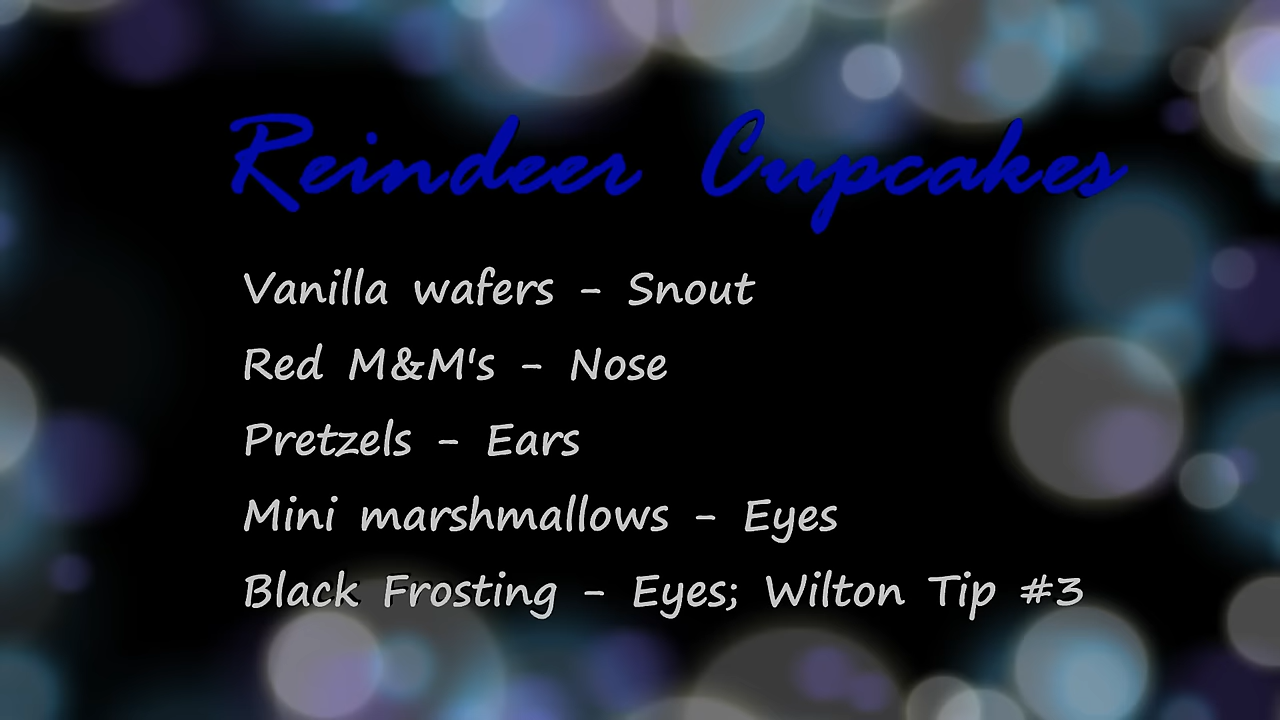 Reindeer Cupcakes
Vanilla wafers - Snout
Red M&M's - Nose
Pretzels - Ears
Mini marshmallows - Eyes
Black Frosting - Eyes; Wilton Tip #3